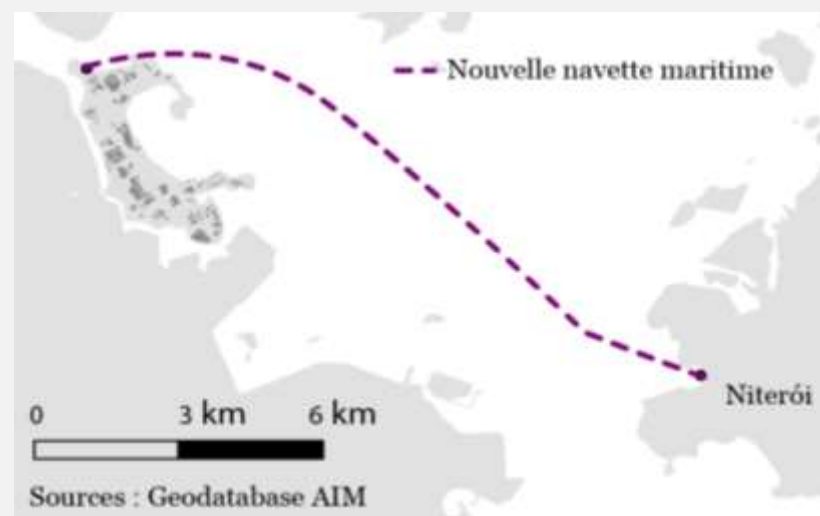 Nouvelle navette maritime
Niterói
0 3 km 6 km
Sources : Geodatabase AIM